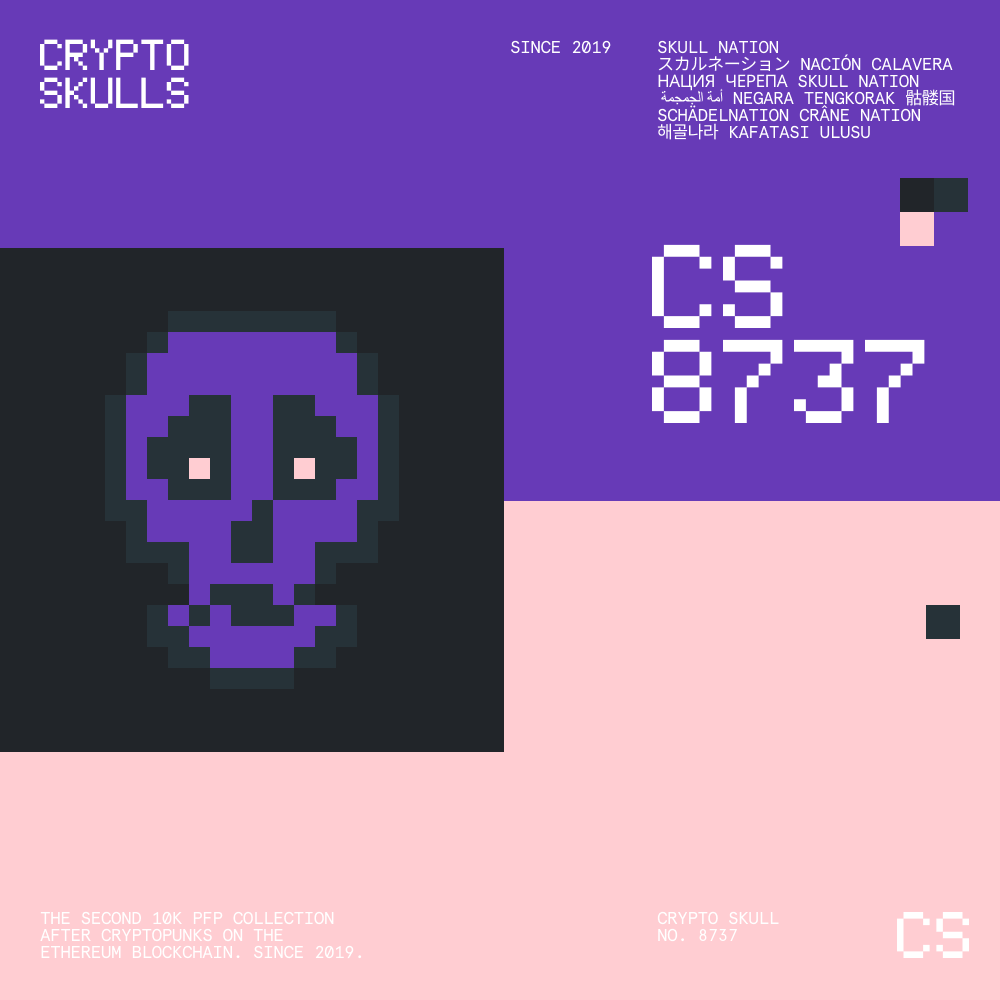 CRYPTO
SKULLS
SINCE 2019
SKULL NATION
スカルネーション NACIÓN CALAVERA
НАЦИЯ ЧЕРЕПА SKULL NATION
أمة الجمجمة NEGARA TENGKORAK 骷髅国
SCHÄDELNATION CRÂNE NATION
해골나라 KAFATASI ULUSU
CS
8737
THE SECOND 10K PFP COLLECTION
AFTER CRYPTOPUNKS ON THE
ETHEREUM BLOCKCHAIN. SINCE 2019.
CRYPTO SKULL
NO. 8737
CS